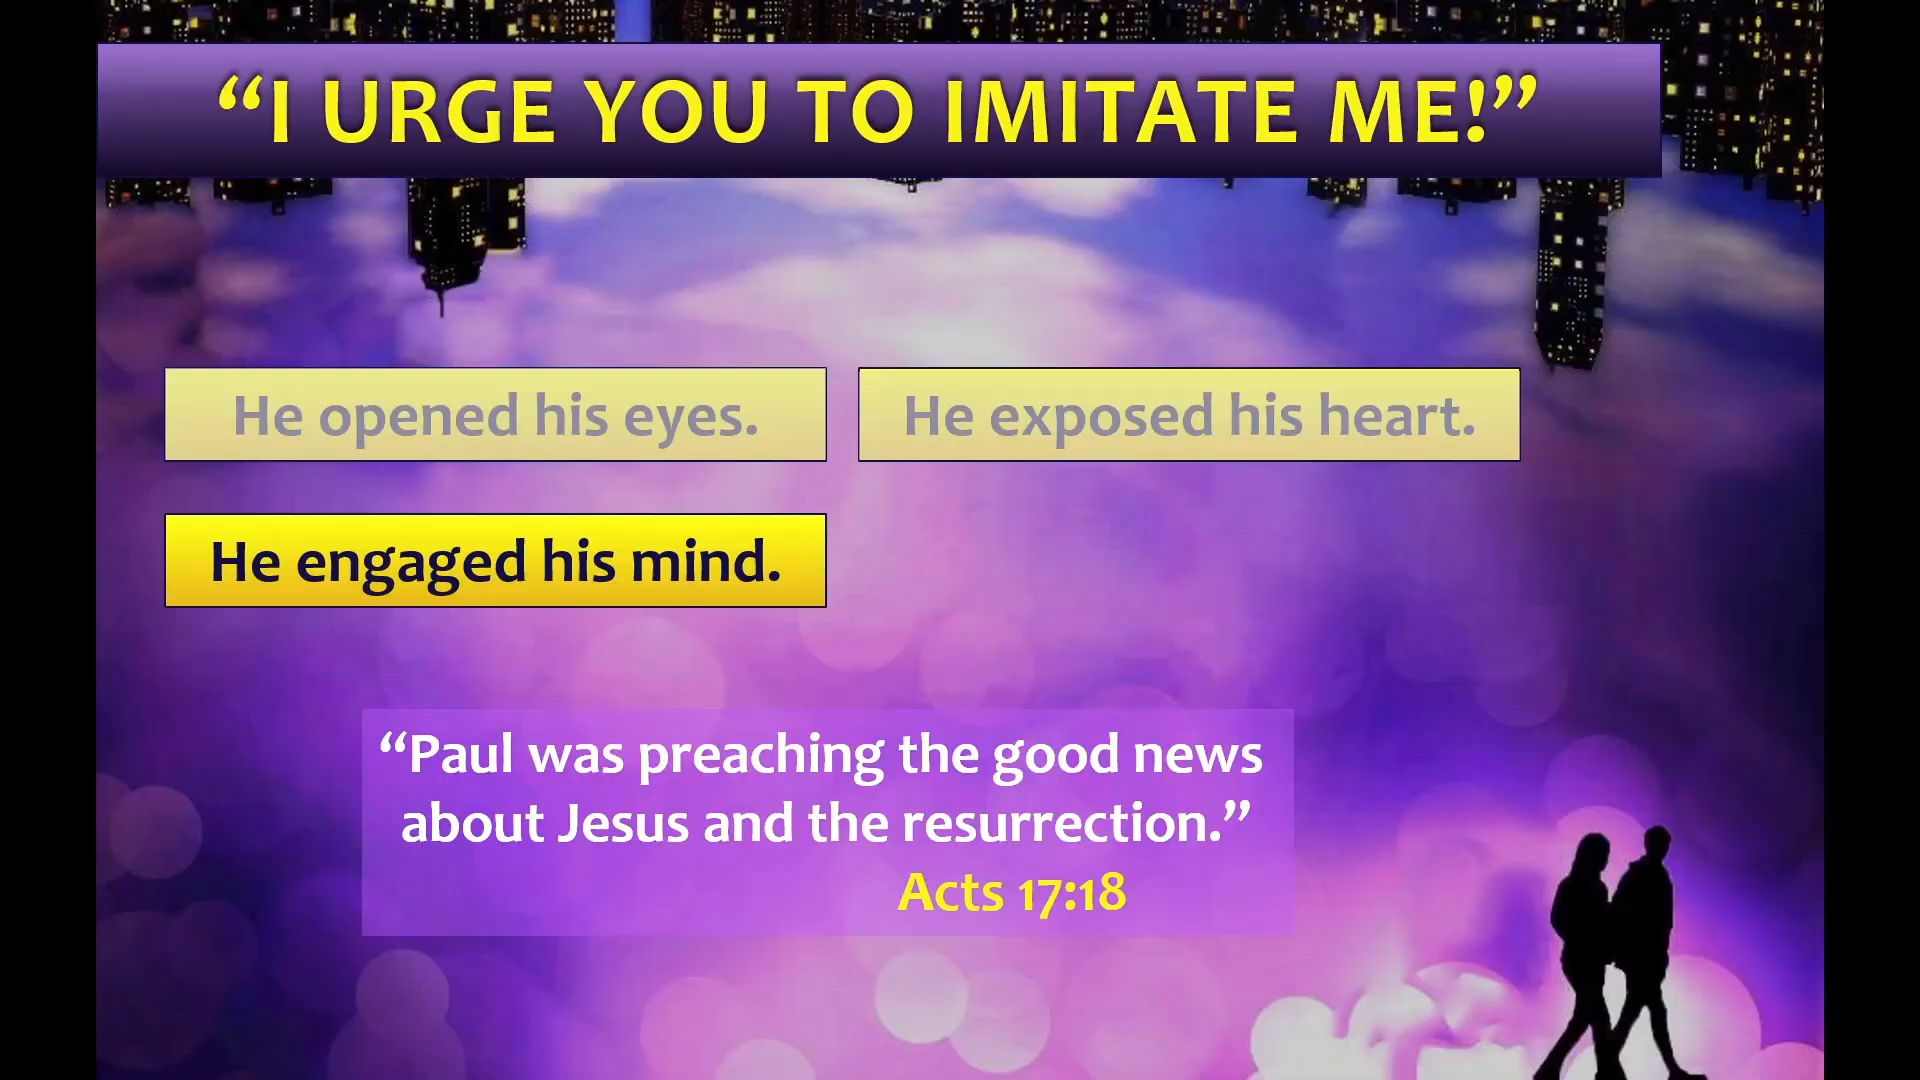 “I URGE YOU TO IMITATE ME!”
He opened his eyes.
He exposed his heart.
He engaged his mind.
“Paul was preaching the good news
about Jesus and the resurrection.”
Acts 17:18